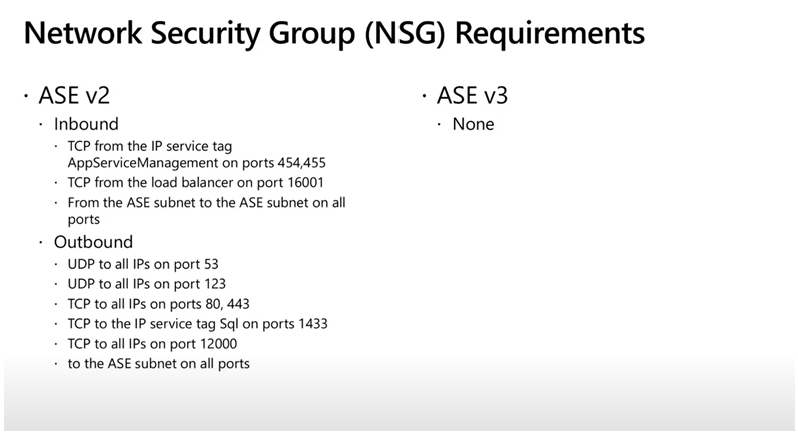 Network Security Group (NSG) Requirements
· ASE v2
· Inbound
· TCP from the IP service tag
AppServiceManagement on ports 454,455
· TCP from the load balancer on port 16001
· From the ASE subnet to the ASE subnet on all
ports
· Outbound
· UDP to all IPs on port 53
· UDP to all IPs on port 123
· TCP to all IPs on ports 80, 443
· TCP to the IP service tag Sql on ports 1433
· TCP to all IPs on port 12000
· to the ASE subnet on all ports
· ASE v3
· None